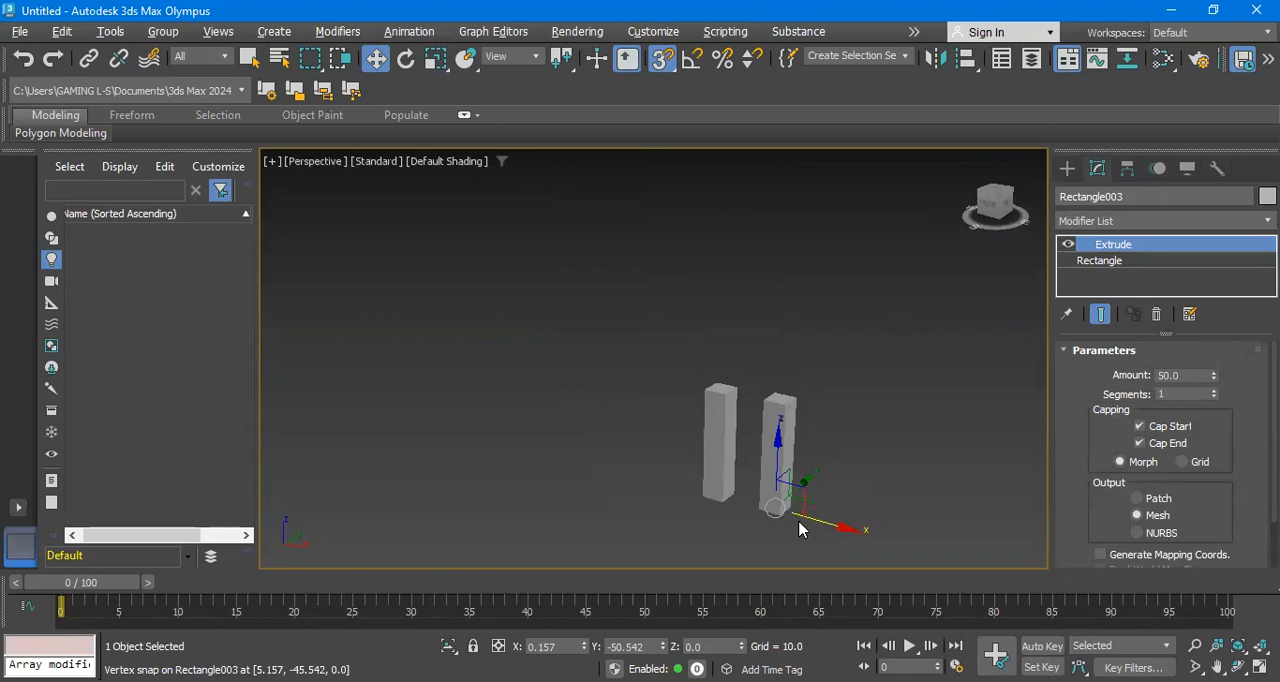 Untitled - Autodesk 3ds Max Olympus
File Edit Tools Group Views Create Modifiers Animation Graph Editors Rendering Customize Scripting Substance Sign In Workspaces: Default
All View Create Selection Se
C:\Users\GAMING L-S\Documents\3ds Max 2024
Modeling Freeform Selection Object Paint Populate
Polygon Modeling
Select Display Edit Customize
Name (Sorted Ascending)
[+] [Perspective] [Standard] [Default Shading]
Rectangle003
Modifier List
Extrude
Rectangle
Parameters
Amount: 50.0
Segments: 1
Capping
Cap Start
Cap End
Morph Grid
Output
Patch
Mesh
NURBS
Generate Mapping Coords.
z
x
z
Default
0 / 100
0 5 10 15 20 25 30 35 40 45 50 55 60 65 70 75 80 85 90 95 100
1 Object Selected X: 0.157 Y: -50.542 Z: 0.0 Grid = 10.0 Auto Key Selected
Array modifi
Vertex snap on Rectangle003 at [5.157, -45.542, 0.0] Enabled: 0 Add Time Tag 0 Set Key Key Filters...